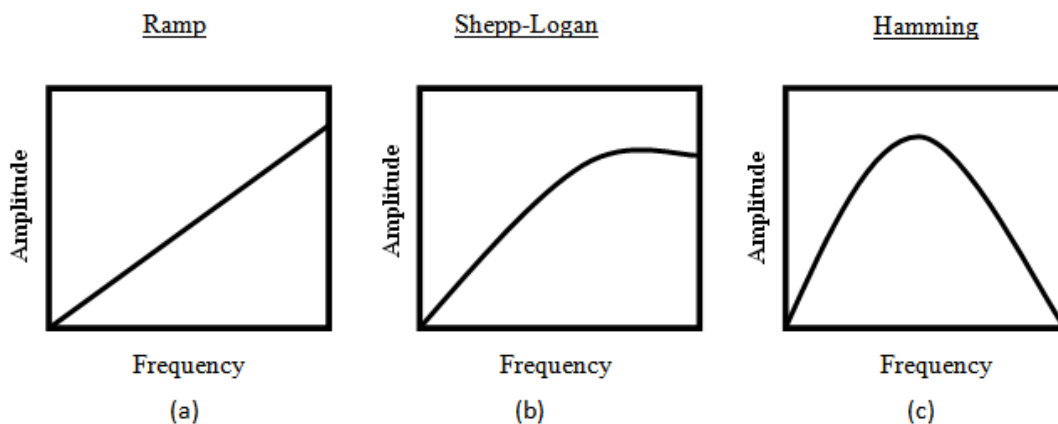 Ramp
Shepp-Logan
Hamming
Amplitude
Amplitude
Amplitude
Frequency
Frequency
Frequency
(a)
(b)
(c)